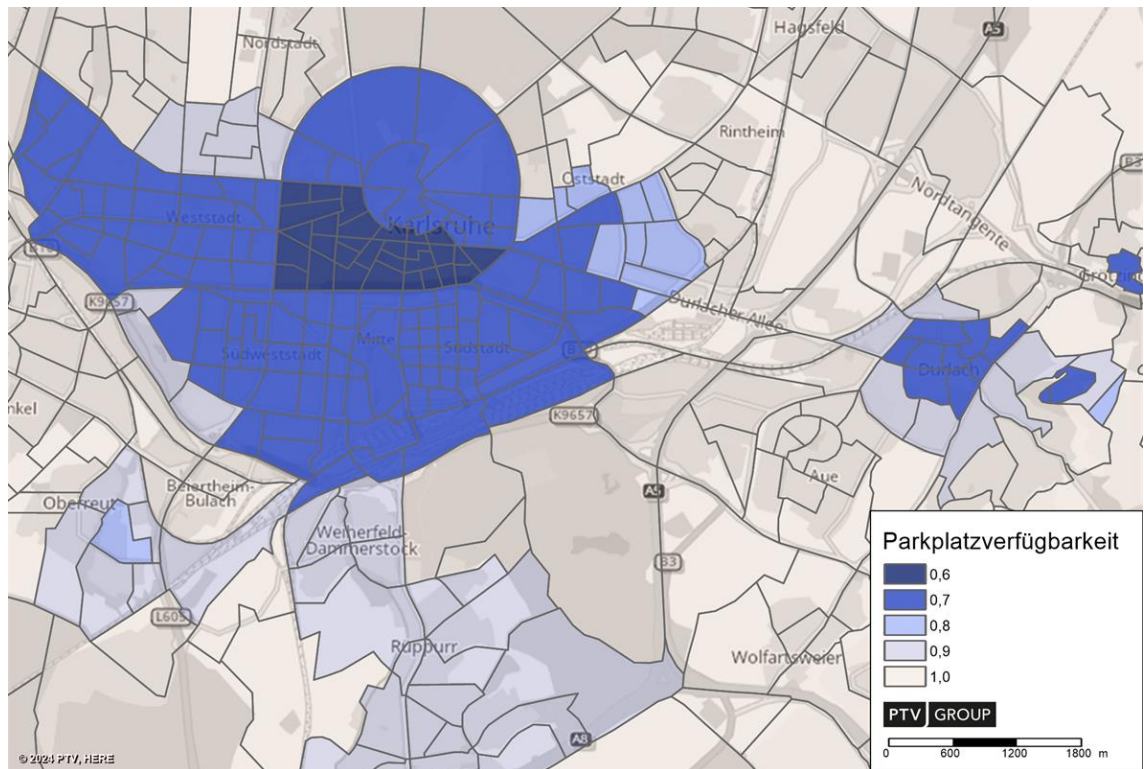 Nordstadt
Hagsfeld
A5
Rintheim
B3
Oststadt
Nordtangente
Weststadt
Karlsruhe
B10
K9657
Durlacher Allee
Südweststadt
Mitte
Südstadt
Durlach
nkel
K9657
Aue
A5
Oberreut
Beiertheim-
Bulach
Weiherfeld-
Dammerstock
B3
L605
Rüppurr
Wolfartsweier
A8
Parkplatzverfügbarkeit
0,6
0,7
0,8
0,9
1,0
PTV GROUP
0 600 1200 1800 m
© 2024 PTV, HERE